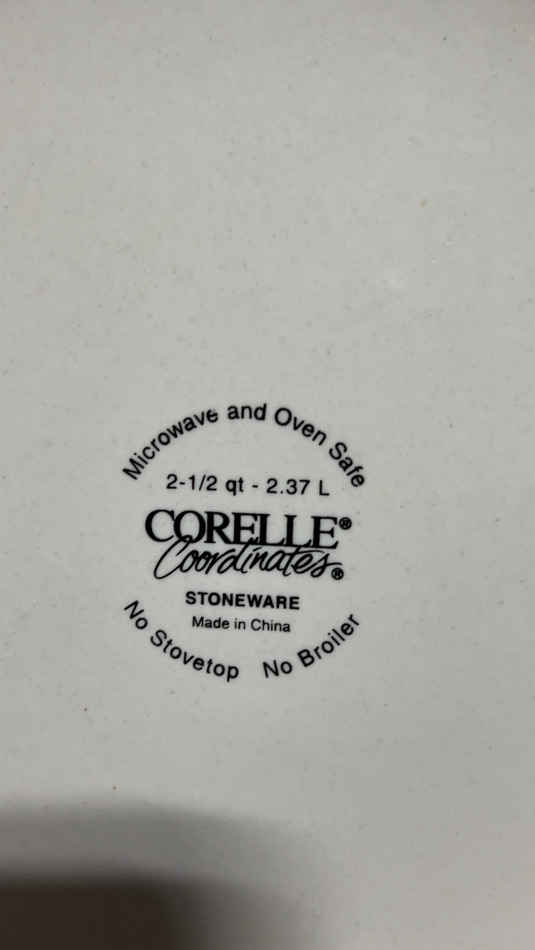 Microwave and Oven Safe
2-1/2 qt - 2.37 L
CORELLE®
Coordinates®
STONEWARE
Made in China
No Stovetop No Broiler